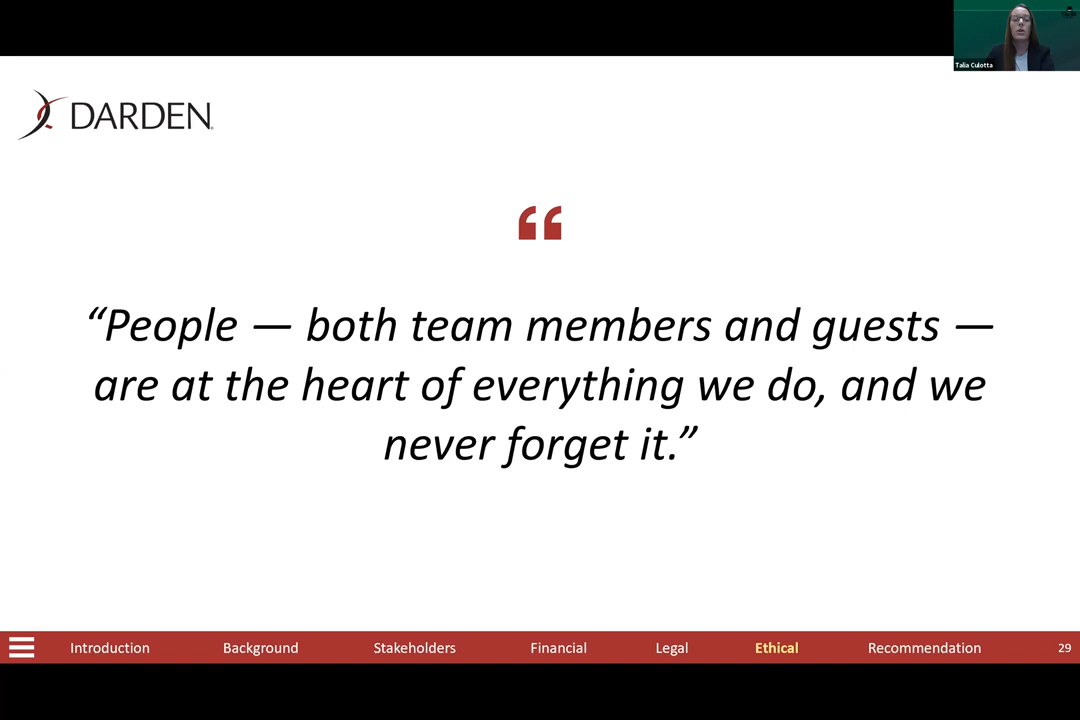 Talia Culotta
DARDEN
“
“People — both team members and guests —
are at the heart of everything we do, and we
never forget it.”
Introduction Background Stakeholders Financial Legal Ethical Recommendation 29